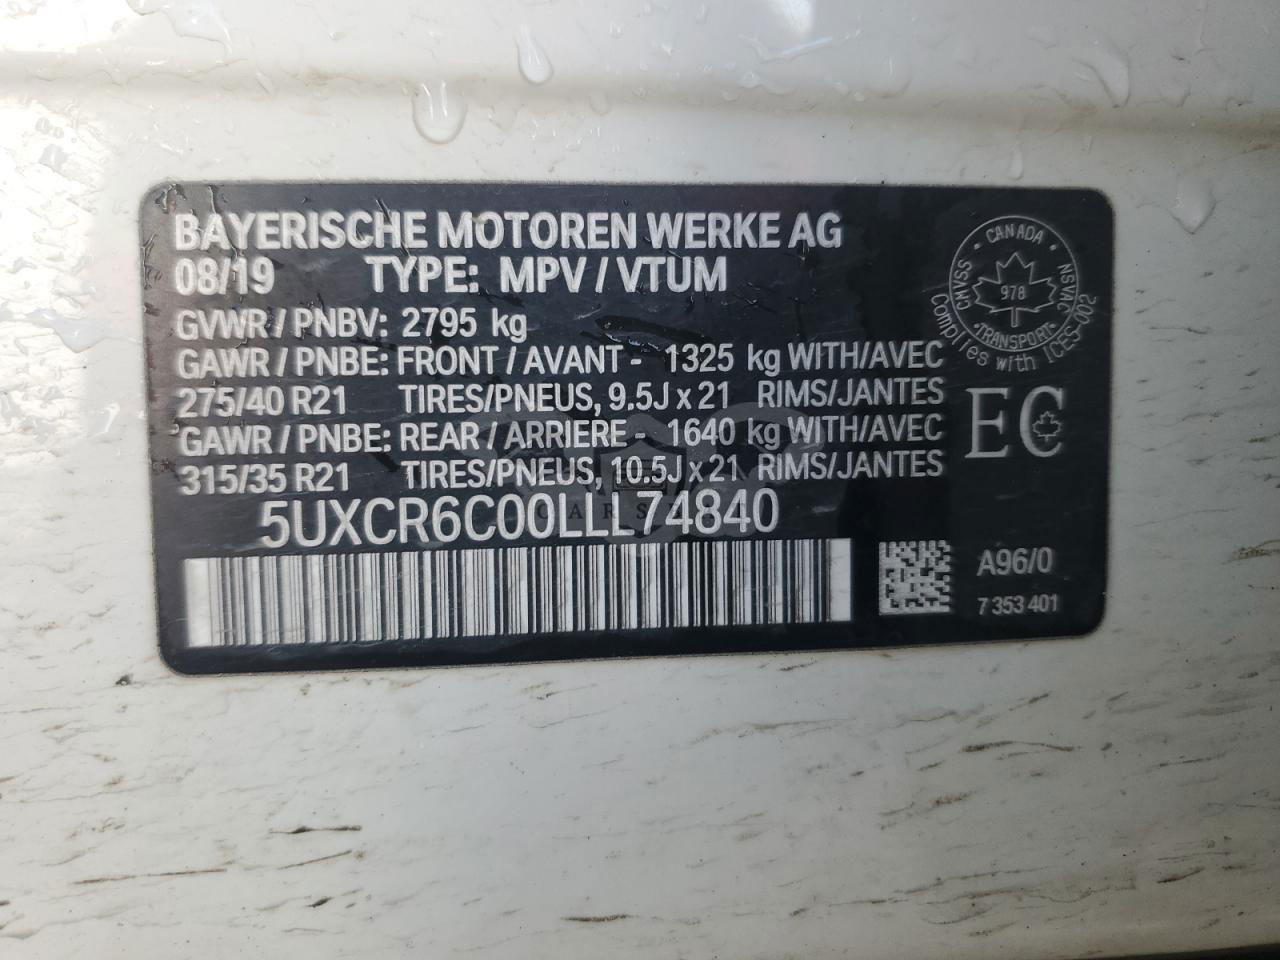 BAYERISCHE MOTOREN WERKE AG
08/19 TYPE: MPV / VTUM
GVWR / PNBV: 2795 kg
GAWR / PNBE: FRONT / AVANT - 1325 kg WITH/AVEC
275/40 R21 TIRES/PNEUS, 9.5J x 21 RIMS/JANTES
GAWR / PNBE: REAR / ARRIERE - 1640 kg WITH/AVEC
315/35 R21 TIRES/PNEUS, 10.5J x 21 RIMS/JANTES
5UXCR6C00LLL74840
CANADA
CMVSS • NSVAC
978
TRANSPORT
Complies with ICES-002
EC
A96/0
7 353 401